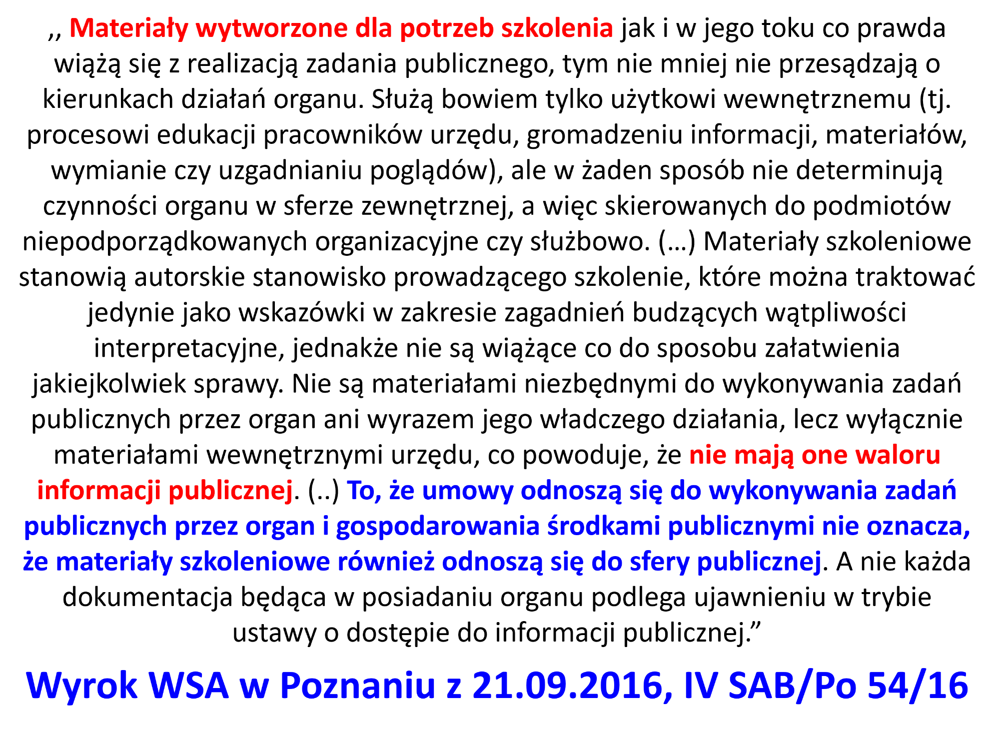 ,, Materiały wytworzone dla potrzeb szkolenia jak i w jego toku co prawda
wiążą się z realizacją zadania publicznego, tym nie mniej nie przesądzają o
kierunkach działań organu. Służą bowiem tylko użytkowi wewnętrznemu (tj.
procesowi edukacji pracowników urzędu, gromadzeniu informacji, materiałów,
wymianie czy uzgadnianiu poglądów), ale w żaden sposób nie determinują
czynności organu w sferze zewnętrznej, a więc skierowanych do podmiotów
niepodporządkowanych organizacyjne czy służbowo. (…) Materiały szkoleniowe
stanowią autorskie stanowisko prowadzącego szkolenie, które można traktować
jedynie jako wskazówki w zakresie zagadnień budzących wątpliwości
interpretacyjne, jednakże nie są wiążące co do sposobu załatwienia
jakiejkolwiek sprawy. Nie są materiałami niezbędnymi do wykonywania zadań
publicznych przez organ ani wyrazem jego władczego działania, lecz wyłącznie
materiałami wewnętrznymi urzędu, co powoduje, że nie mają one waloru
informacji publicznej. (..) To, że umowy odnoszą się do wykonywania zadań
publicznych przez organ i gospodarowania środkami publicznymi nie oznacza,
że materiały szkoleniowe również odnoszą się do sfery publicznej. A nie każda
dokumentacja będąca w posiadaniu organu podlega ujawnieniu w trybie
ustawy o dostępie do informacji publicznej.”
Wyrok WSA w Poznaniu z 21.09.2016, IV SAB/Po 54/16